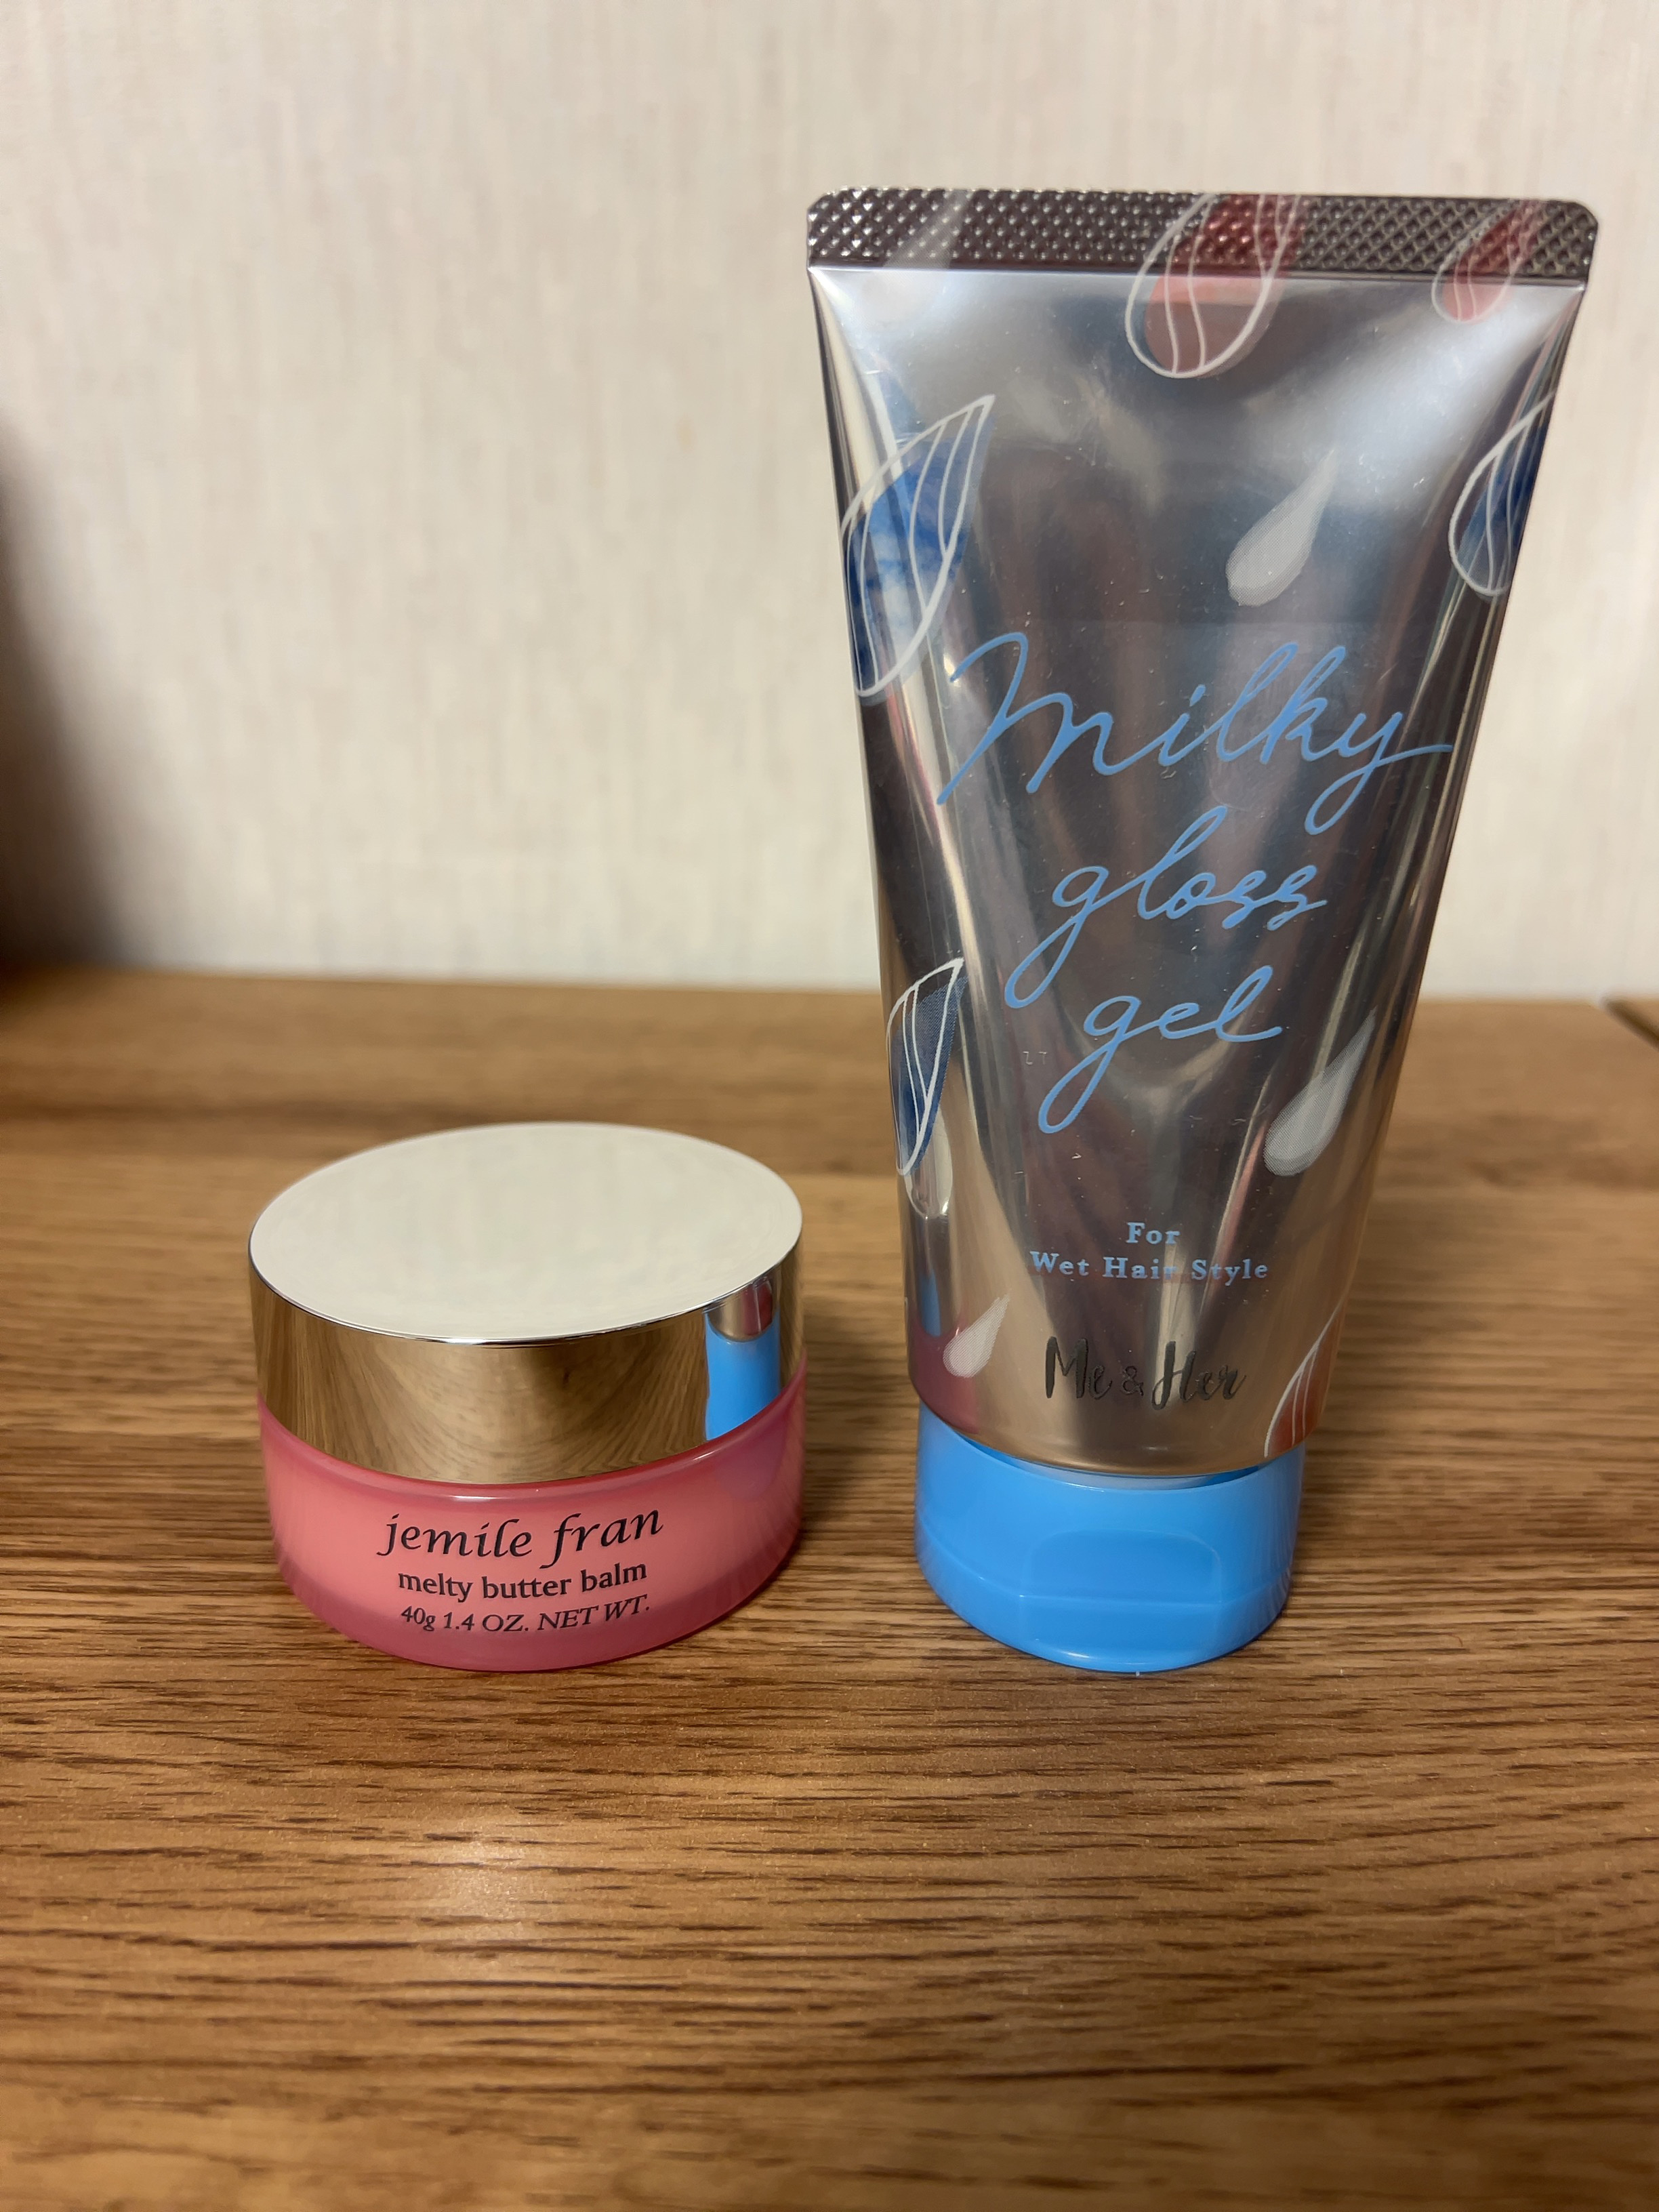 jemile fran
melty butter balm
40g 1.4 OZ. NET WT.
Milky
gloss
gel
For
Wet Hair Style
Me & Her